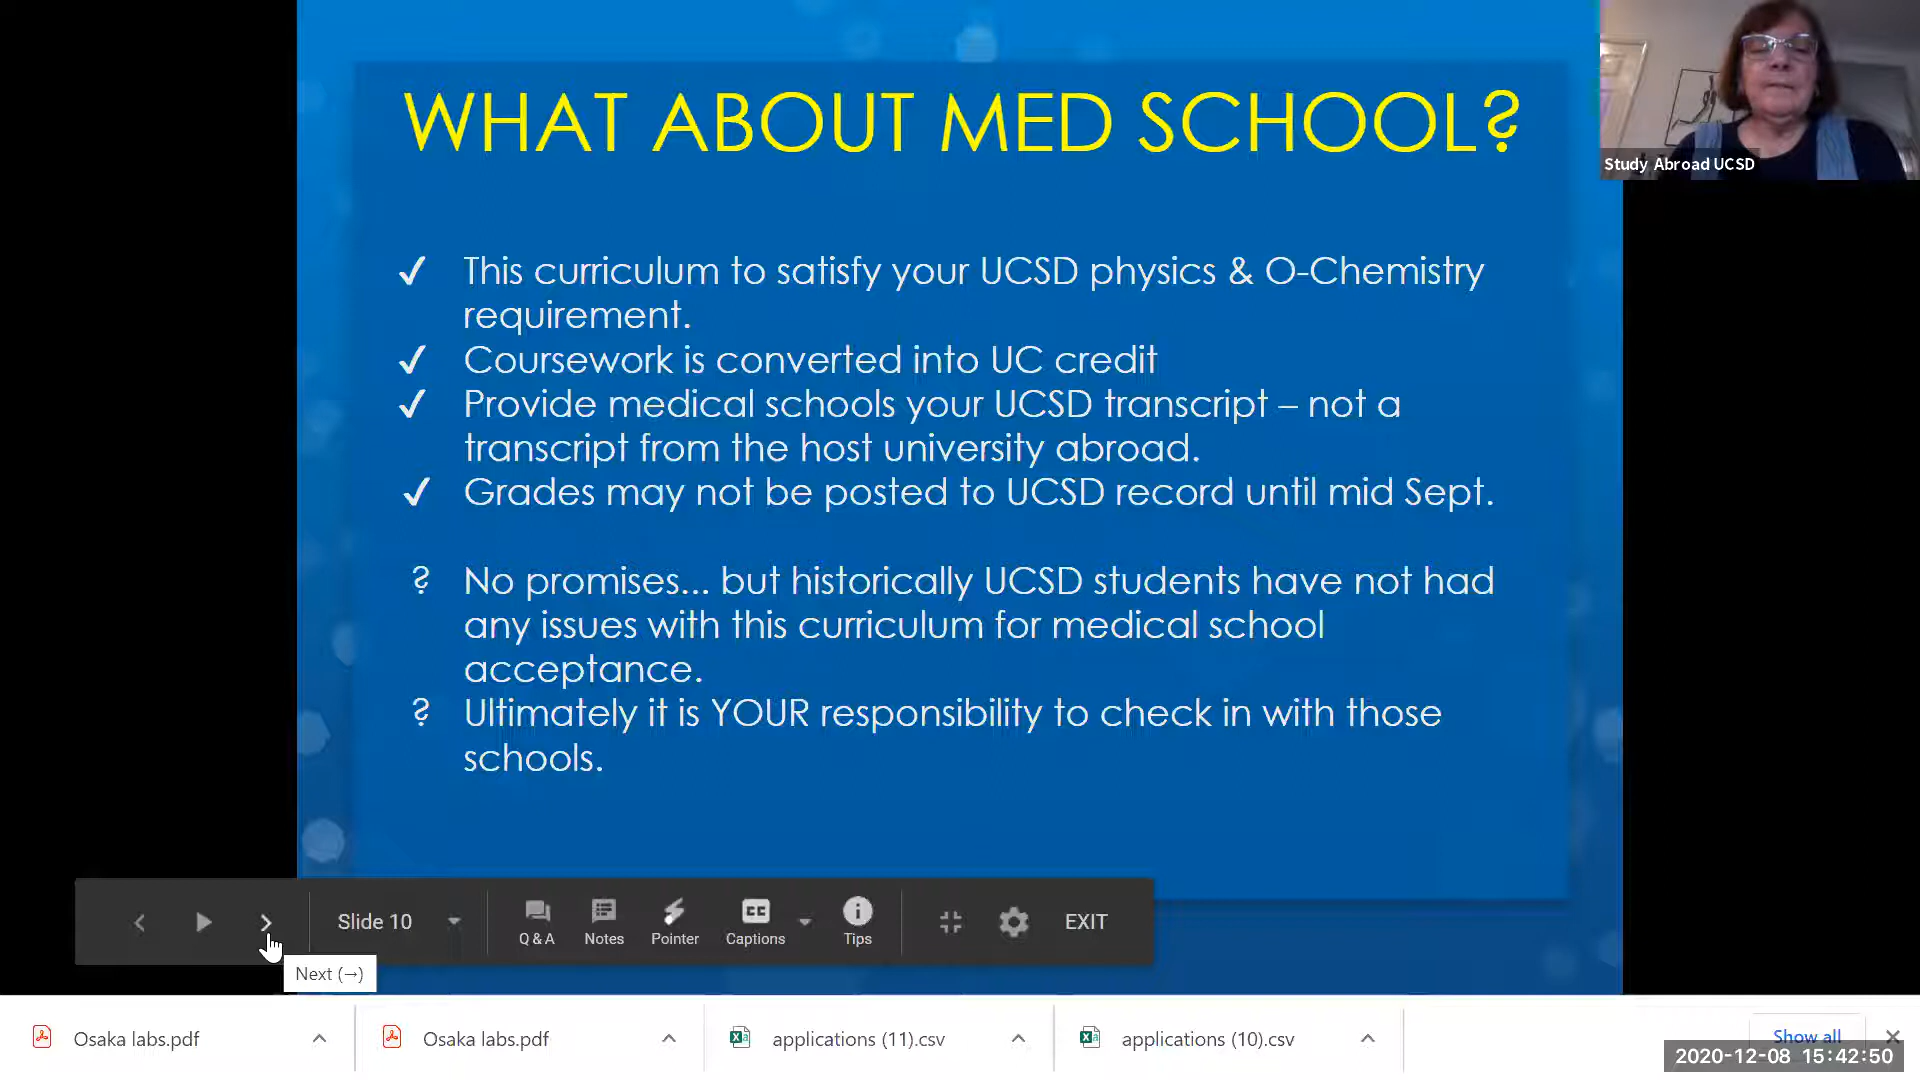 WHAT ABOUT MED SCHOOL?
Study Abroad UCSD
✓ This curriculum to satisfy your UCSD physics & O-Chemistry
requirement.
✓ Coursework is converted into UC credit
✓ Provide medical schools your UCSD transcript – not a
transcript from the host university abroad.
✓ Grades may not be posted to UCSD record until mid Sept.
? No promises... but historically UCSD students have not had
any issues with this curriculum for medical school
acceptance.
? Ultimately it is YOUR responsibility to check in with those
schools.
Slide 10
Q & A
Notes
Pointer
CC
Captions
Tips
EXIT
Next (→)
Osaka labs.pdf
Osaka labs.pdf
applications (11).csv
applications (10).csv
Show all
2020-12-08 15:42:50